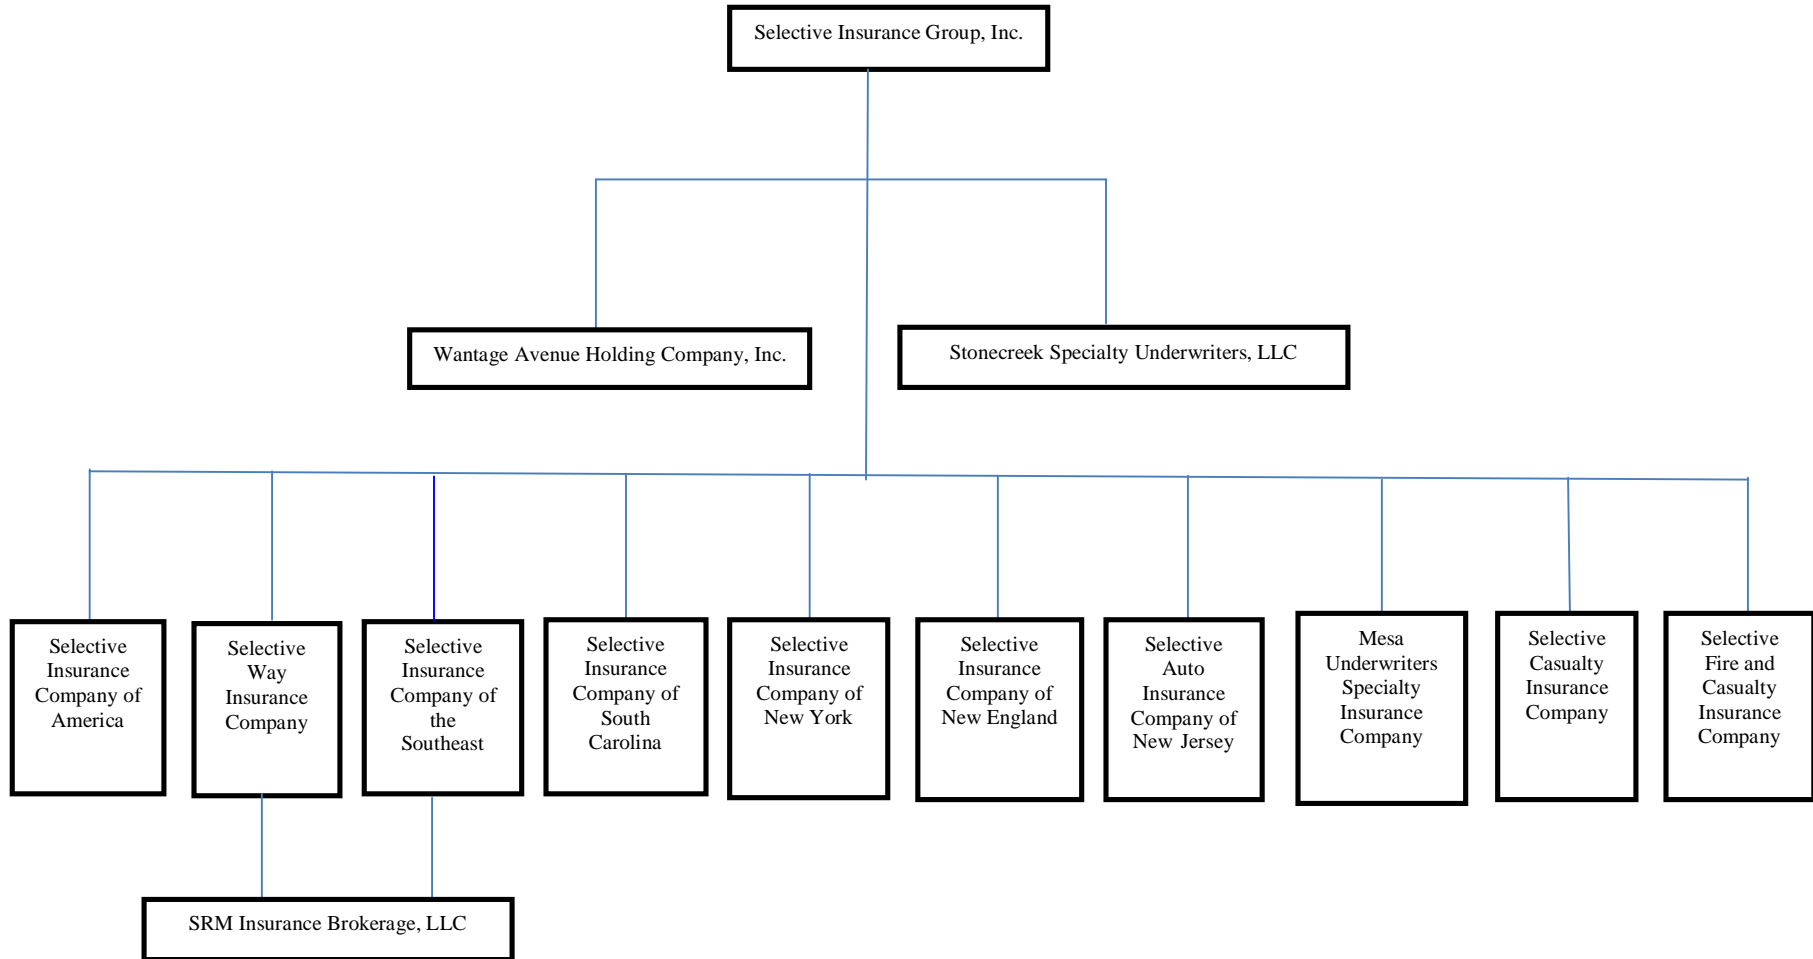 Selective Insurance Group, Inc.
Wantage Avenue Holding Company, Inc.
Stonecreek Specialty Underwriters, LLC
Selective
Insurance
Company of
America
Selective
Way
Insurance
Company
Selective
Insurance
Company of
the
Southeast
Selective
Insurance
Company of
South
Carolina
Selective
Insurance
Company of
New York
Selective
Insurance
Company of
New England
Selective
Auto
Insurance
Company of
New Jersey
Mesa
Underwriters
Specialty
Insurance
Company
Selective
Casualty
Insurance
Company
Selective
Fire and
Casualty
Insurance
Company
SRM Insurance Brokerage, LLC